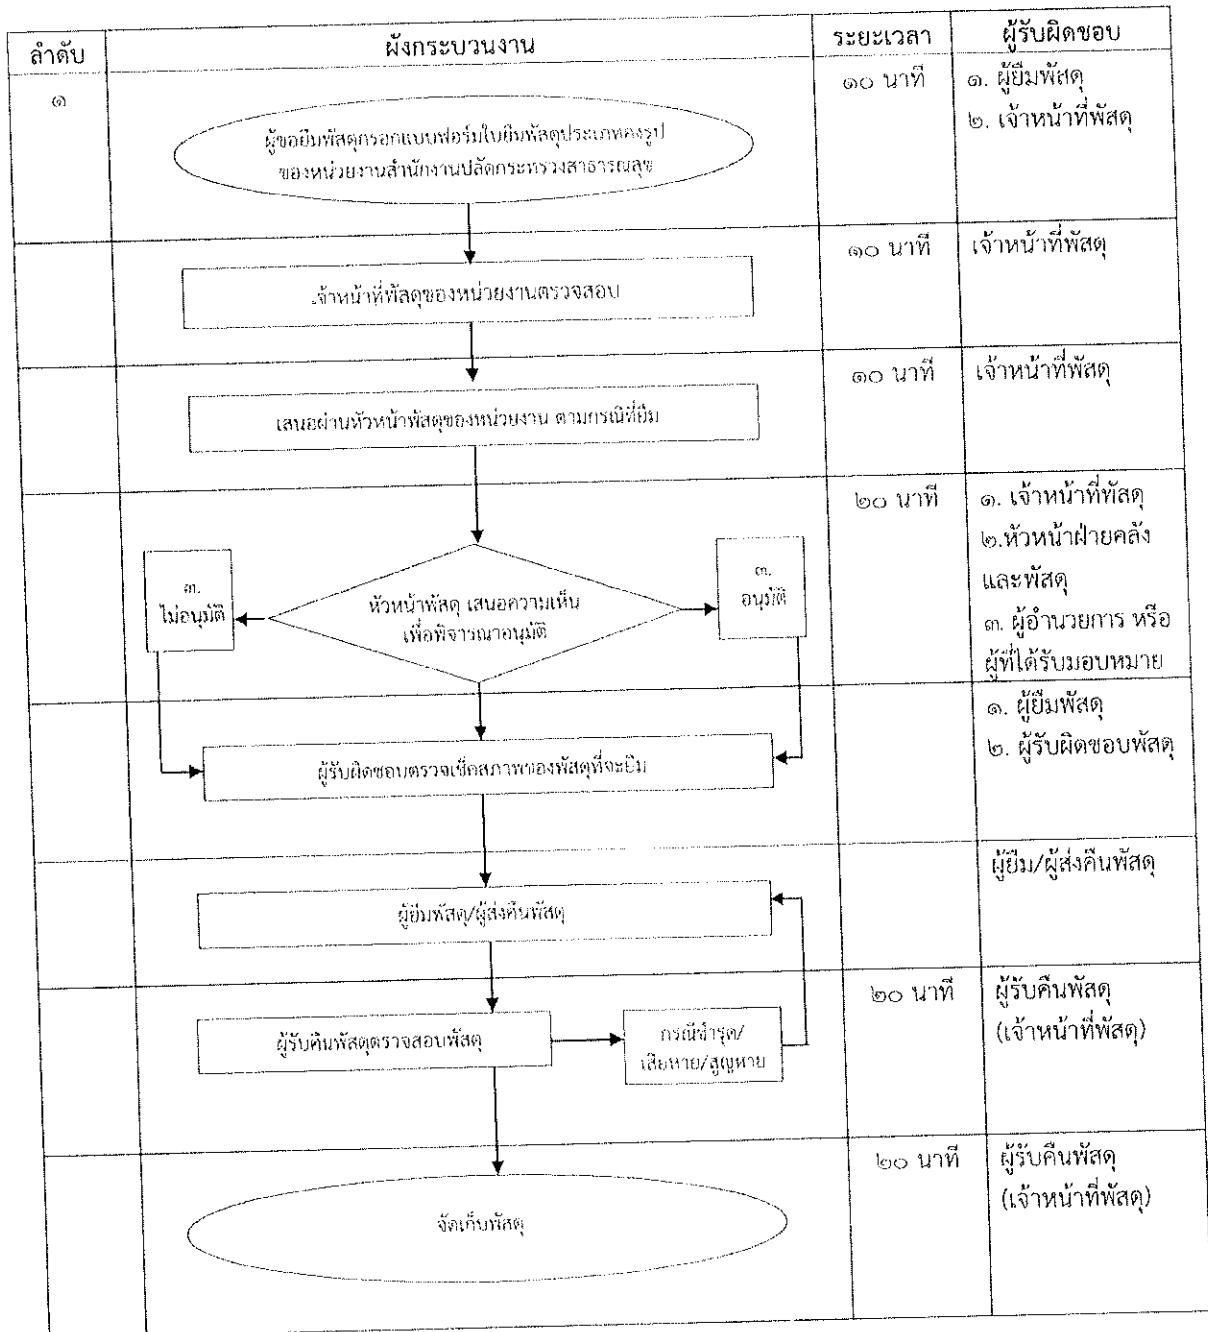 ลำดับ
ผังกระบวนงาน
ระยะเวลา
ผู้รับผิดชอบ
๑
ผู้ขอยืมพัสดุกรอกแบบฟอร์มใบยืมพัสดุประเภทคงรูป
ของหน่วยงานสำนักงานปลัดกระทรวงสาธารณสุข
๑๐ นาที
๑. ผู้ยืมพัสดุ
๒. เจ้าหน้าที่พัสดุ
เจ้าหน้าที่พัสดุของหน่วยงานตรวจสอบ
๑๐ นาที
เจ้าหน้าที่พัสดุ
เสนอผ่านหัวหน้าพัสดุของหน่วยงาน ตามกรณีที่ยืม
๑๐ นาที
เจ้าหน้าที่พัสดุ
๓.
ไม่อนุมัติ
หัวหน้าพัสดุ เสนอความเห็น
เพื่อพิจารณาอนุมัติ
๓.
อนุมัติ
๒๐ นาที
๑. เจ้าหน้าที่พัสดุ
๒.หัวหน้าฝ่ายคลัง
และพัสดุ
๓. ผู้อำนวยการ หรือ
ผู้ที่ได้รับมอบหมาย
ผู้รับผิดชอบตรวจเช็คสภาพของพัสดุที่จะยืม
๑. ผู้ยืมพัสดุ
๒. ผู้รับผิดชอบพัสดุ
ผู้ยืมพัสดุ/ผู้ส่งคืนพัสดุ
ผู้ยืม/ผู้ส่งคืนพัสดุ
ผู้รับคืนพัสดุตรวจสอบพัสดุ
กรณีชำรุด/
เสียหาย/สูญหาย
๒๐ นาที
ผู้รับคืนพัสดุ
(เจ้าหน้าที่พัสดุ)
จัดเก็บพัสดุ
๒๐ นาที
ผู้รับคืนพัสดุ
(เจ้าหน้าที่พัสดุ)